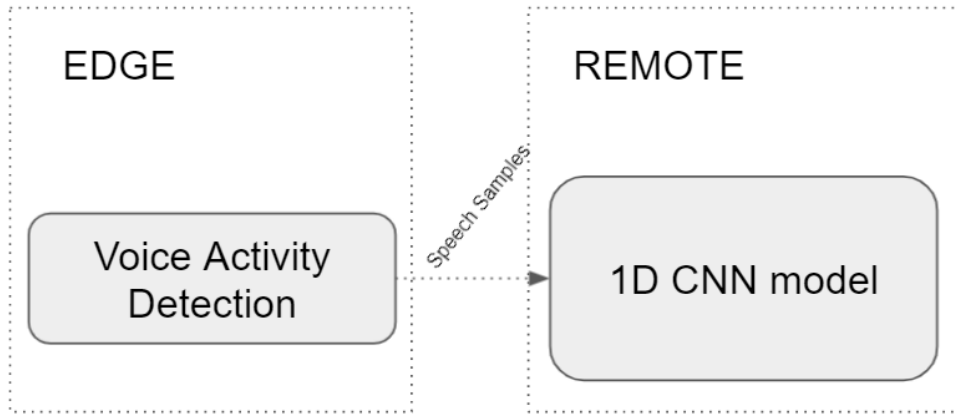 EDGE
Voice Activity
Detection
Speech Samples
REMOTE
1D CNN model